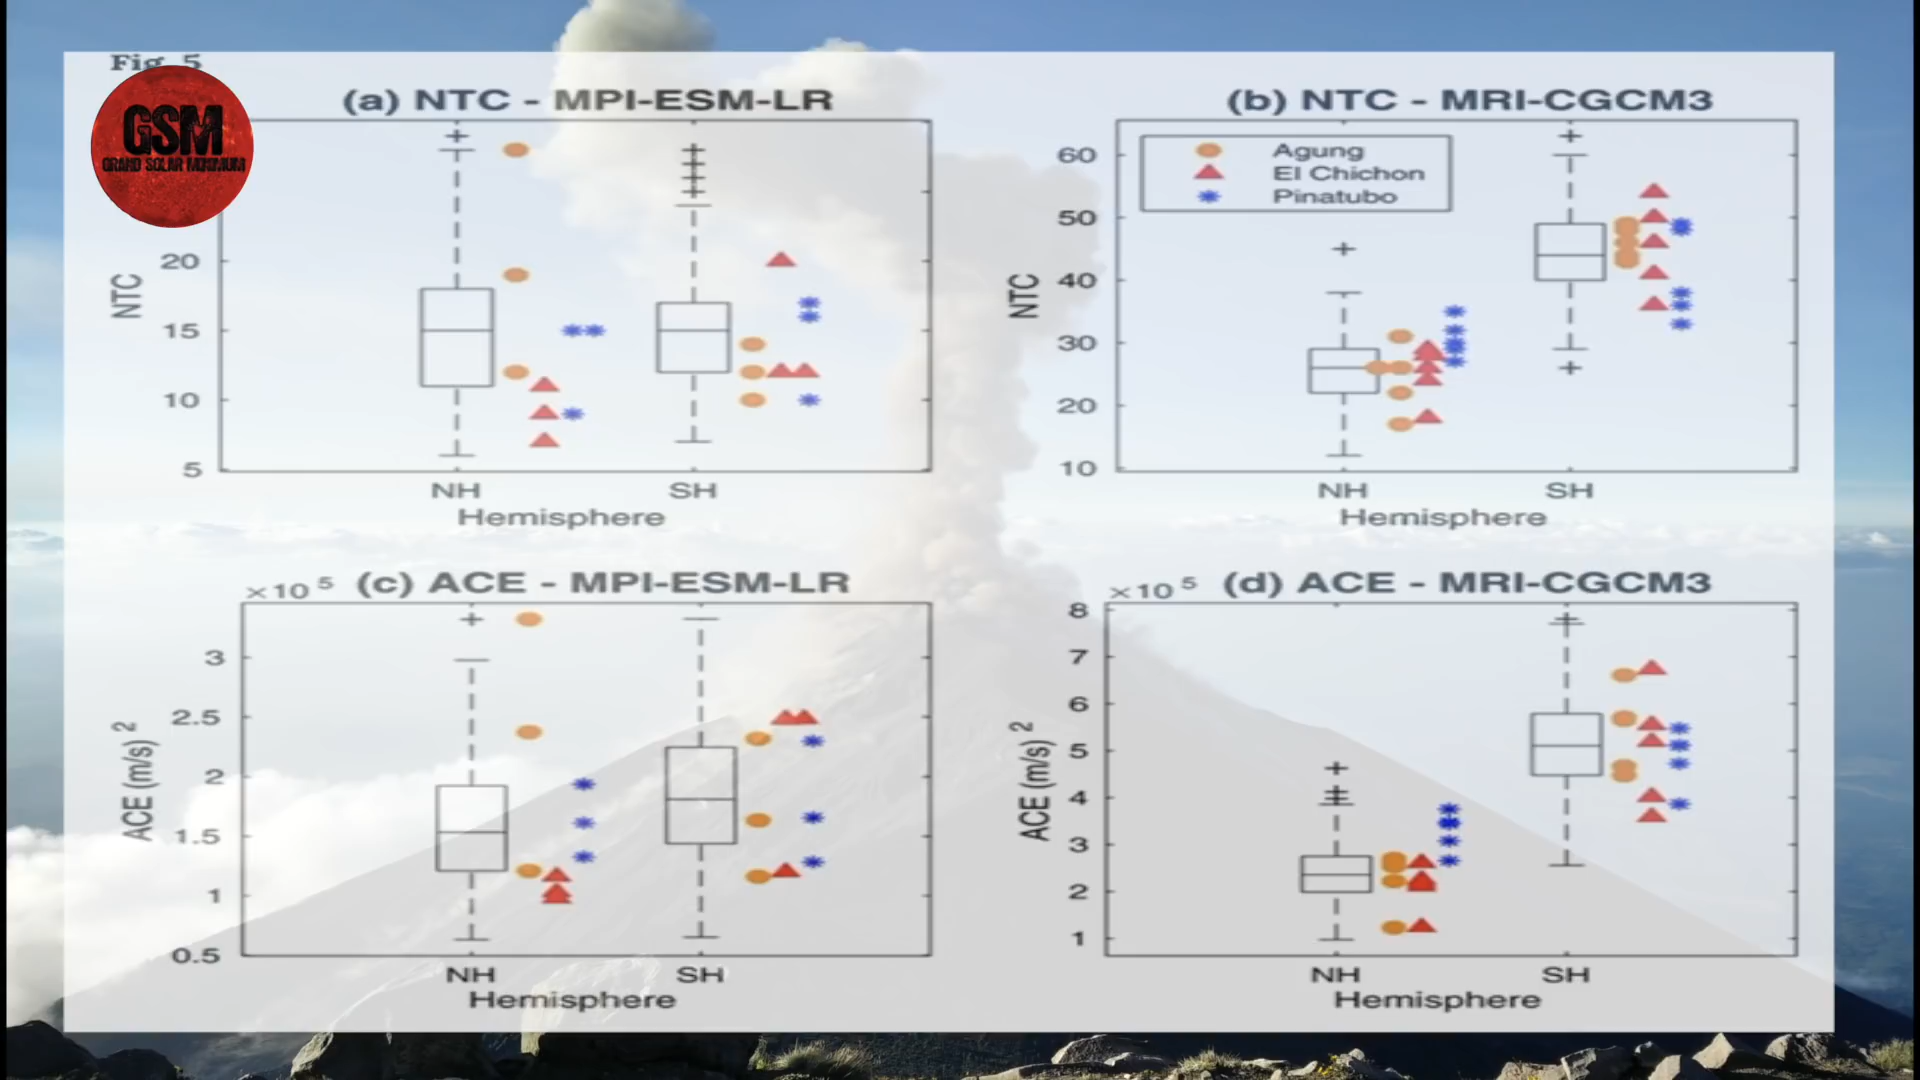 Fig 5
GSM
GRAND SOLAR MINIMUM
(a) NTC - MPI-ESM-LR
NTC
20
15
10
5
NH
SH
Hemisphere
(b) NTC - MRI-CGCM3
Agung
El Chichon
Pinatubo
NTC
60
50
40
30
20
10
NH
SH
Hemisphere
×10 5 (c) ACE - MPI-ESM-LR
ACE (m/s) 2
3
2.5
2
1.5
1
0.5
NH
SH
Hemisphere
×10 5 (d) ACE - MRI-CGCM3
ACE (m/s) 2
8
7
6
5
4
3
2
1
NH
SH
Hemisphere